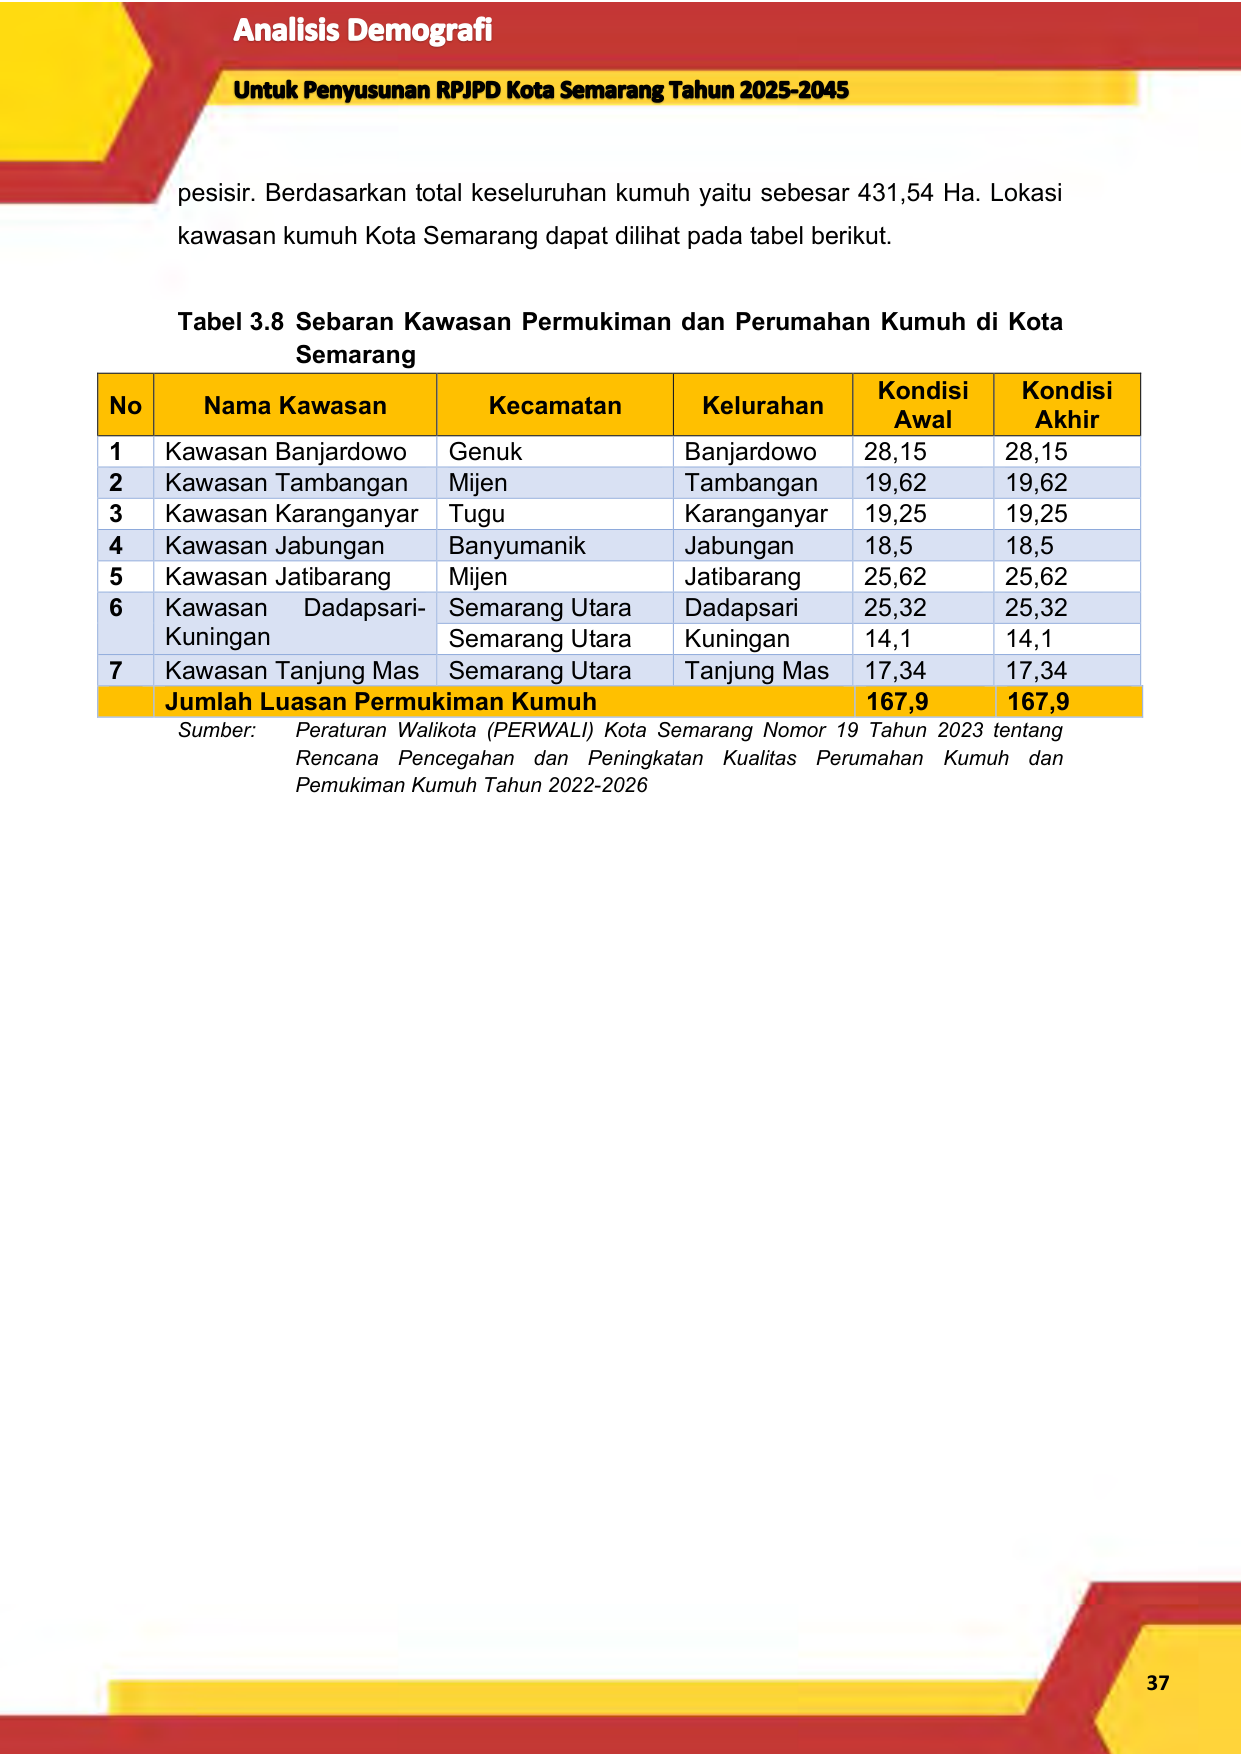 Analisis Demografi
Untuk Penyusunan RPJPD Kota Semarang Tahun 2025-2045
pesisir. Berdasarkan total keseluruhan kumuh yaitu sebesar 431,54 Ha. Lokasi
kawasan kumuh Kota Semarang dapat dilihat pada tabel berikut.
Tabel 3.8 Sebaran Kawasan Permukiman dan Perumahan Kumuh di Kota
Semarang
No Nama Kawasan Kecamatan Kelurahan Kondisi Awal Kondisi Akhir
1 Kawasan Banjardowo Genuk Banjardowo 28,15 28,15
2 Kawasan Tambangan Mijen Tambangan 19,62 19,62
3 Kawasan Karanganyar Tugu Karanganyar 19,25 19,25
4 Kawasan Jabungan Banyumanik Jabungan 18,5 18,5
5 Kawasan Jatibarang Mijen Jatibarang 25,62 25,62
6 Kawasan Dadapsari- Semarang Utara Dadapsari 25,32 25,32
Kuningan Semarang Utara Kuningan 14,1 14,1
7 Kawasan Tanjung Mas Semarang Utara Tanjung Mas 17,34 17,34
Jumlah Luasan Permukiman Kumuh 167,9 167,9
Sumber: Peraturan Walikota (PERWALI) Kota Semarang Nomor 19 Tahun 2023 tentang
Rencana Pencegahan dan Peningkatan Kualitas Perumahan Kumuh dan
Pemukiman Kumuh Tahun 2022-2026
37